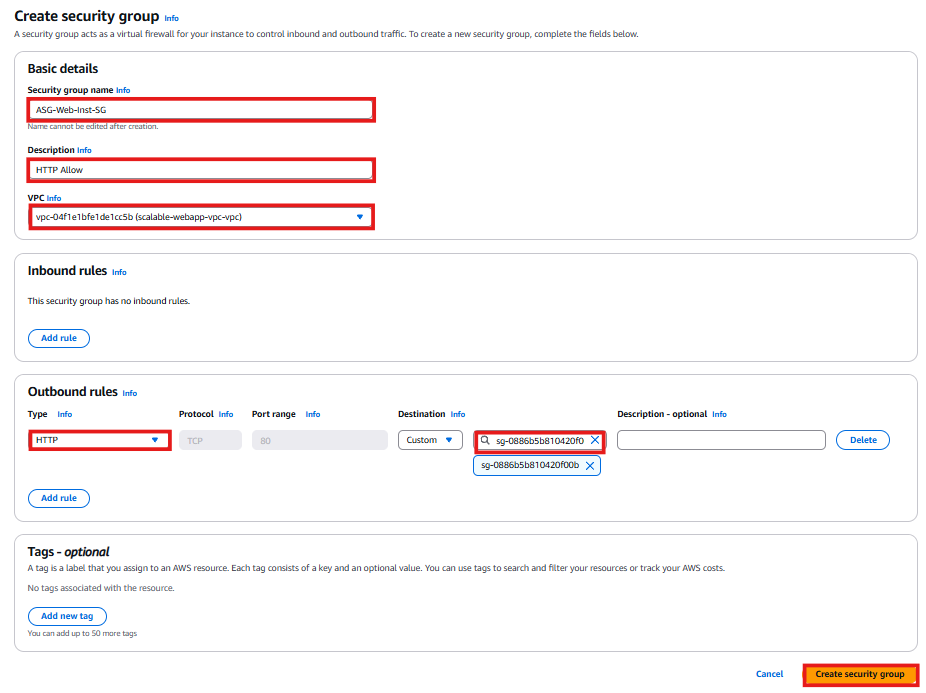 Create security group Info
A security group acts as a virtual firewall for your instance to control inbound and outbound traffic. To create a new security group, complete the fields below.
Basic details
Security group name Info
ASG-Web-Inst-SG
Name cannot be edited after creation.
Description Info
HTTP Allow
VPC Info
vpc-04f1e1bfe1de1cc5b (scalable-webapp-vpc-vpc)
Inbound rules Info
This security group has no inbound rules.
Add rule
Outbound rules Info
Type Info Protocol Info Port range Info Destination Info Description - optional Info
HTTP TCP 80 Custom sg-0886b5b810420f0 Delete
sg-0886b5b810420f00b
Add rule
Tags - optional
A tag is a label that you assign to an AWS resource. Each tag consists of a key and an optional value. You can use tags to search and filter your resources or track your AWS costs.
No tags associated with the resource.
Add new tag
You can add up to 50 more tags
Cancel Create security group